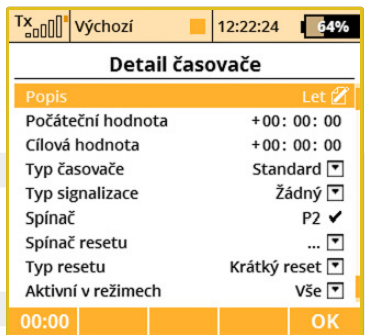 Tx Výchozí 12:22:24 64%
Detail časovače
Popis Let
Počáteční hodnota +00: 00: 00
Cílová hodnota +00: 00: 00
Typ časovače Standard
Typ signalizace Žádný
Spínač P2
Spínač resetu ...
Typ resetu Krátký reset
Aktivní v režimech Vše
00:00 OK